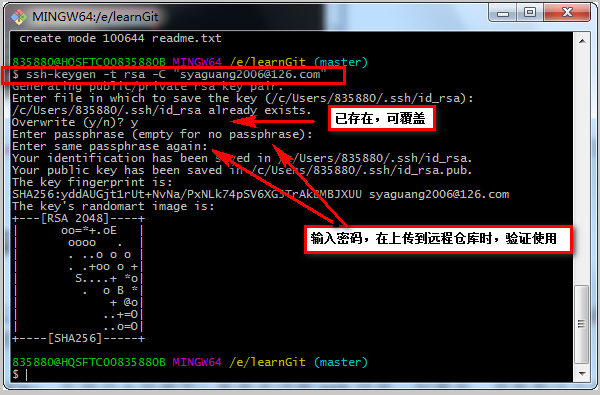 MINGW64:/e/learnGit
create mode 100644 readme.txt
835880@HQSFTC00835880B MINGW64 /e/learnGit (master)
$ ssh-keygen -t rsa -C "syaguang2006@126.com"
Generating public/private rsa key pair.
Enter file in which to save the key (/c/Users/835880/.ssh/id_rsa):
/c/Users/835880/.ssh/id_rsa already exists.
Overwrite (y/n)? y
已存在，可覆盖
Enter passphrase (empty for no passphrase):
Enter same passphrase again:
Your identification has been saved in /c/Users/835880/.ssh/id_rsa.
Your public key has been saved in /c/Users/835880/.ssh/id_rsa.pub.
The key fingerprint is:
SHA256:yddAUGjt1rUt+NvNa/PxNLk74pSV6XG TrAk MBJXUU syaguang2006@126.com
The key's randomart image is:
+---[RSA 2048]----+
|      oo=*+.oE   |
|       oooo   .  |
|       . ..o o o |
|      . .+oo o +|
|        S....+ *o|
|         .  o B *|
|             + @o|
|            ..+=O|
|            ..o=O|
+----[SHA256]-----+
输入密码，在上传到远程仓库时，验证使用
835880@HQSFTC00835880B MINGW64 /e/learnGit (master)
$